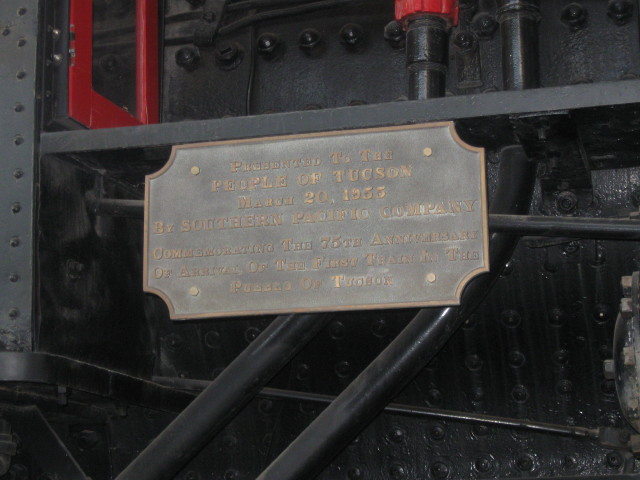 Presented To The
People of Tucson
March 20, 1955
By Southern Pacific Company
Commemorating The 75th Anniversary
Of Arrival Of The First Train In The
Pueblo Of Tucson